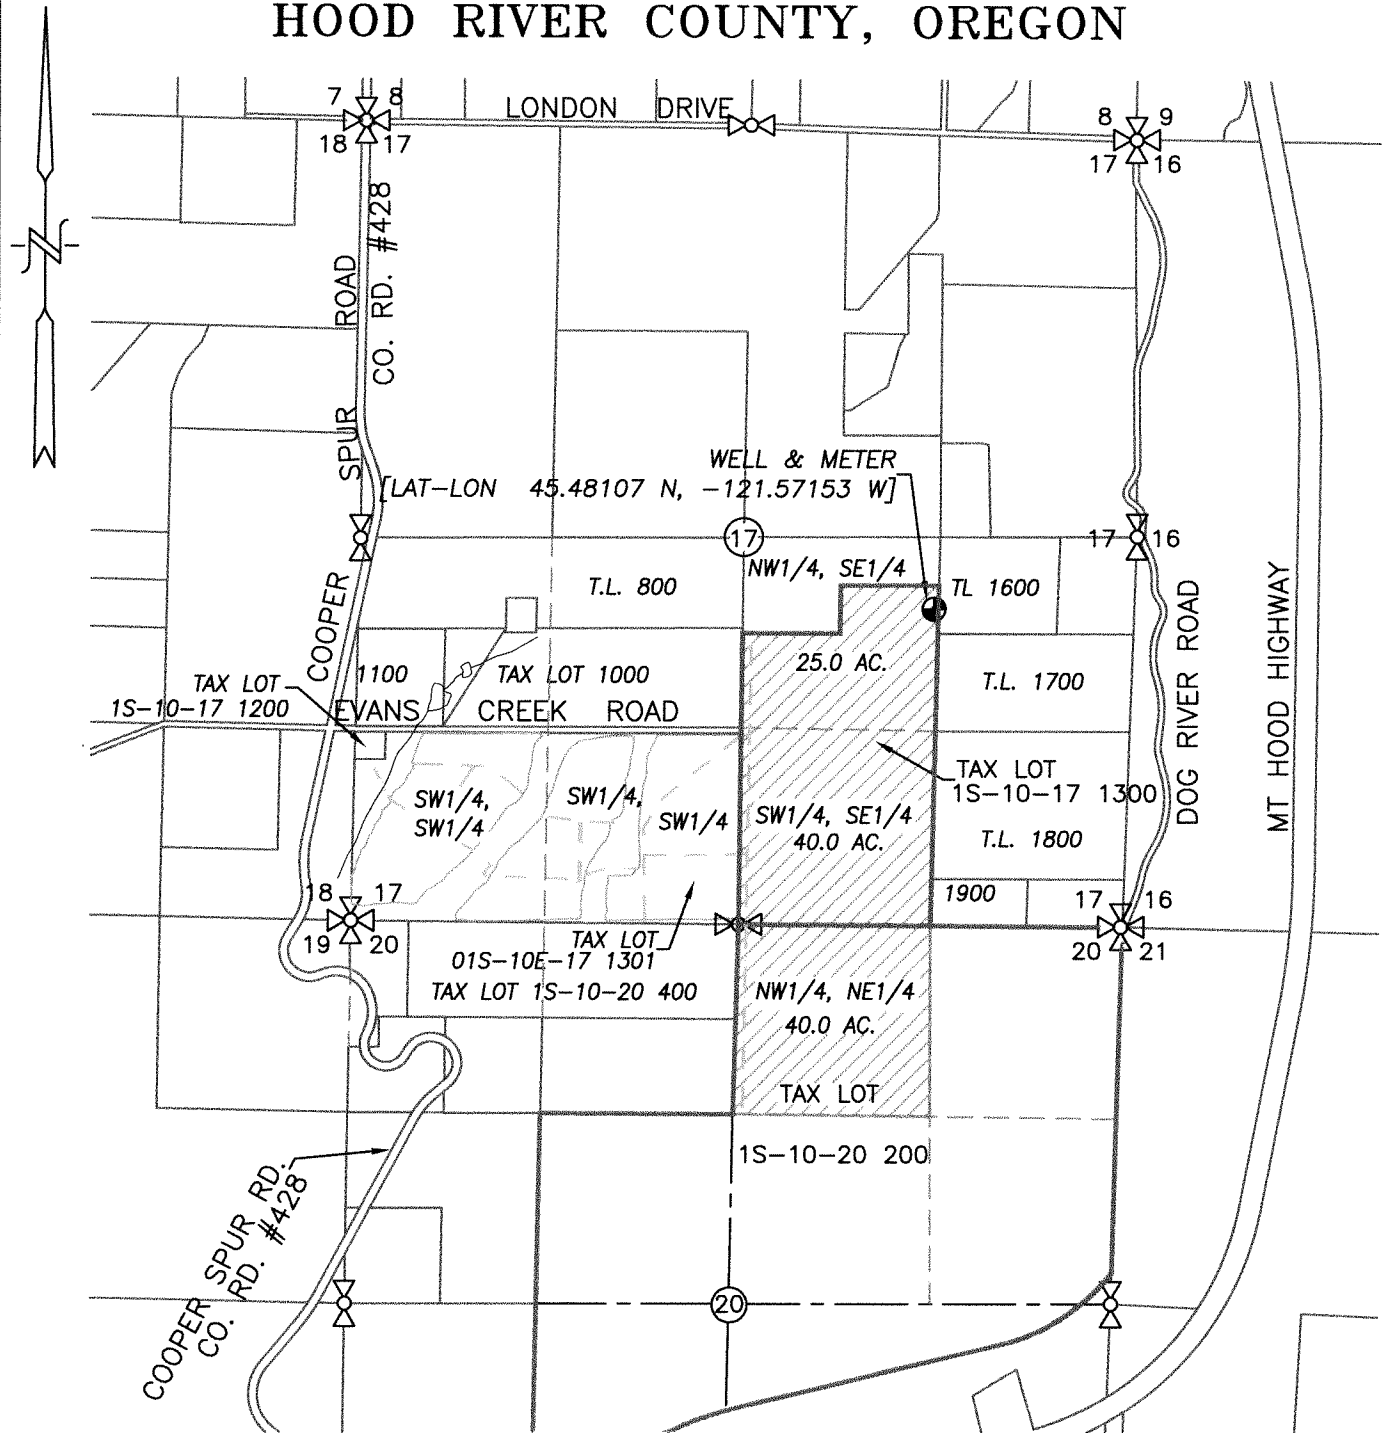 HOOD RIVER COUNTY, OREGON
N
7 8
18 17
LONDON DRIVE
8 9
17 16
SPUR ROAD
CO. RD. #428
WELL & METER
[LAT-LON 45.48107 N, -121.57153 W]
17
17 16
NW1/4, SE1/4
T.L. 800
TL 1600
COOPER
DOG RIVER ROAD
MT HOOD HIGHWAY
25.0 AC.
1100
TAX LOT 1000
T.L. 1700
TAX LOT
1S-10-17 1200
EVANS CREEK ROAD
TAX LOT
1S-10-17 1300
SW1/4,
SW1/4
SW1/4,
SW1/4
SW1/4, SE1/4
40.0 AC.
T.L. 1800
1900
18 17
19 20
17 16
20 21
TAX LOT
01S-10E-17 1301
TAX LOT 1S-10-20 400
NW1/4, NE1/4
40.0 AC.
TAX LOT
1S-10-20 200
COOPER SPUR RD.
CO. RD. #428
20